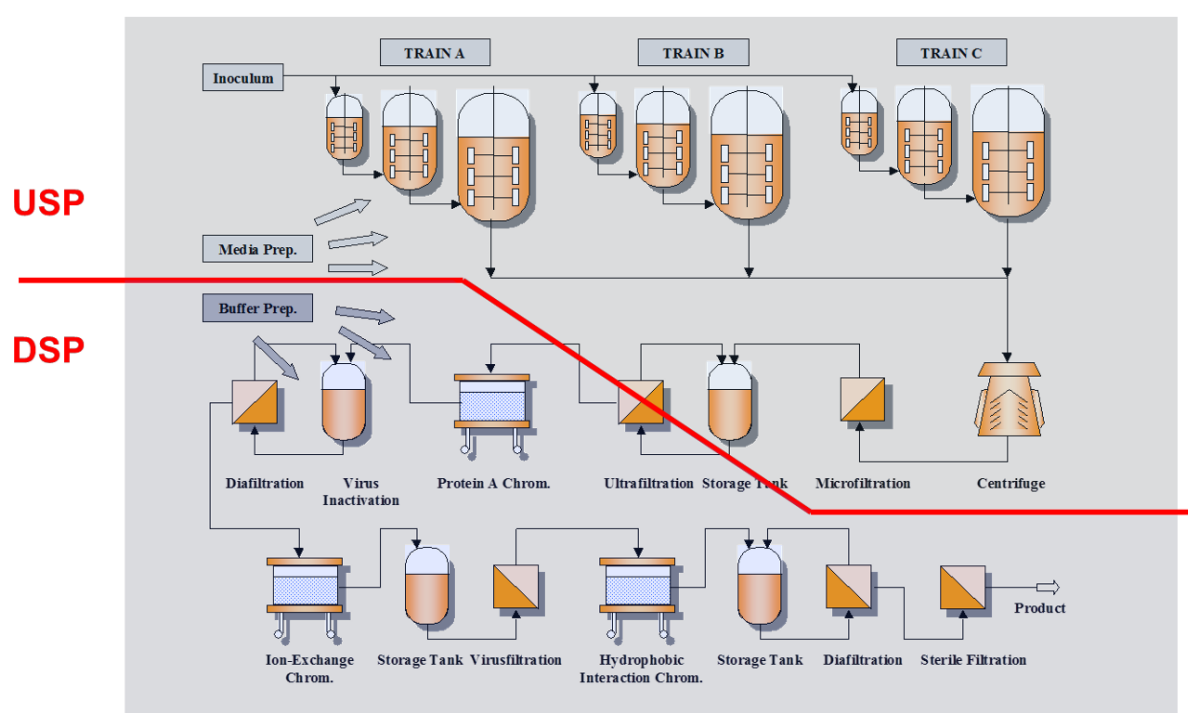 TRAIN A
TRAIN B
TRAIN C
Inoculum
USP
Media Prep.
Buffer Prep.
DSP
Diafiltration
Virus
Inactivation
Protein A Chrom.
Ultrafiltration
Storage Tank
Microfiltration
Centrifuge
Product
Ion-Exchange
Chrom.
Storage Tank
Virusfiltration
Hydrophobic
Interaction Chrom.
Storage Tank
Diafiltration
Sterile Filtration